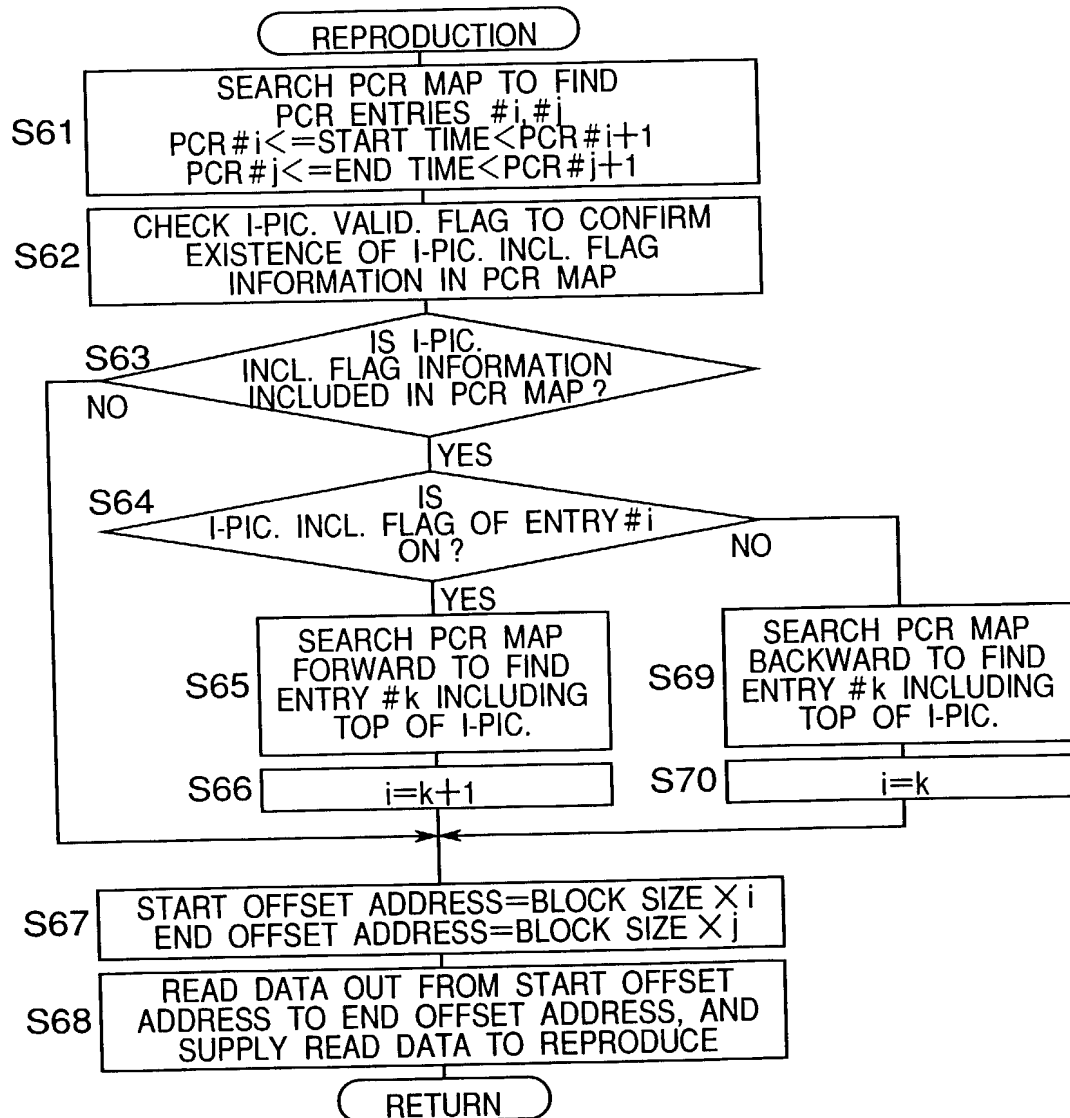 REPRODUCTION
S61
SEARCH PCR MAP TO FIND
PCR ENTRIES #i,#j
PCR#i<=START TIME<PCR#i+1
PCR#j<=END TIME<PCR#j+1
S62
CHECK I-PIC. VALID. FLAG TO CONFIRM
EXISTENCE OF I-PIC. INCL. FLAG
INFORMATION IN PCR MAP
S63
IS I-PIC.
INCL. FLAG INFORMATION
INCLUDED IN PCR MAP?
NO
YES
S64
IS
I-PIC. INCL. FLAG OF ENTRY#i
ON?
NO
YES
S65
SEARCH PCR MAP
FORWARD TO FIND
ENTRY #k INCLUDING
TOP OF I-PIC.
S69
SEARCH PCR MAP
BACKWARD TO FIND
ENTRY #k INCLUDING
TOP OF I-PIC.
S66
i=k+1
S70
i=k
S67
START OFFSET ADDRESS=BLOCK SIZE×i
END OFFSET ADDRESS=BLOCK SIZE×j
S68
READ DATA OUT FROM START OFFSET
ADDRESS TO END OFFSET ADDRESS, AND
SUPPLY READ DATA TO REPRODUCE
RETURN